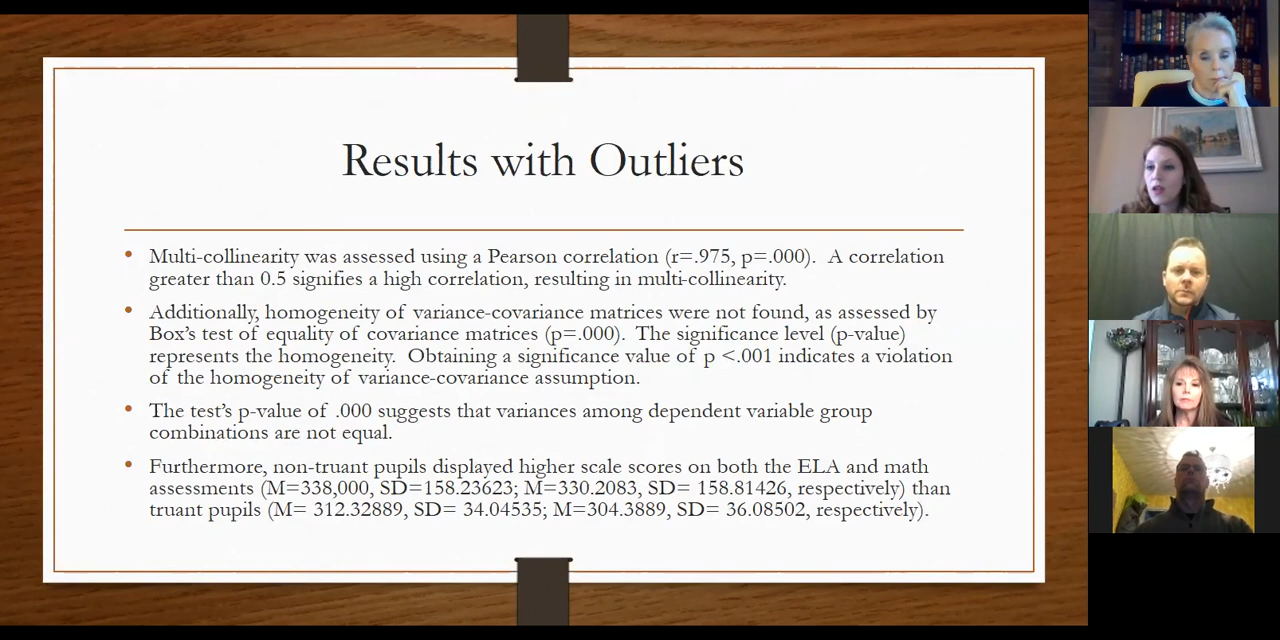 Results with Outliers
• Multi-collinearity was assessed using a Pearson correlation (r=.975, p=.000). A correlation
greater than 0.5 signifies a high correlation, resulting in multi-collinearity.
• Additionally, homogeneity of variance-covariance matrices were not found, as assessed by
Box's test of equality of covariance matrices (p=.000). The significance level (p-value)
represents the homogeneity. Obtaining a significance value of p <.001 indicates a violation
of the homogeneity of variance-covariance assumption.
• The test's p-value of .000 suggests that variances among dependent variable group
combinations are not equal.
• Furthermore, non-truant pupils displayed higher scale scores on both the ELA and math
assessments (M=338,000, SD=158.23623; M=330.2083, SD= 158.81426, respectively) than
truant pupils (M= 312.32889, SD= 34.04535; M=304.3889, SD= 36.08502, respectively).